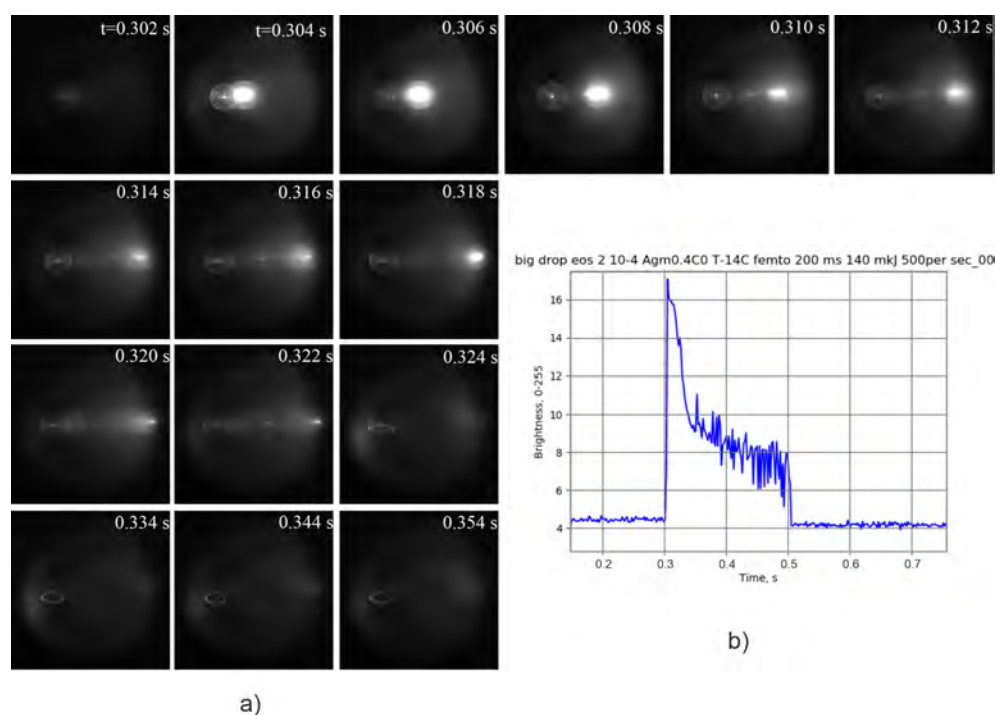 t=0.302 s
t=0.304 s
0.306 s
0.308 s
0.310 s
0.312 s
0.314 s
0.316 s
0.318 s
0.320 s
0.322 s
0.324 s
0.334 s
0.344 s
0.354 s
a)
big drop eos 2 10-4 Agm0.4C0 T-14C femto 200 ms 140 mkJ 500per sec_00
16
14
12
10
8
6
4
Brightness, 0-255
0.2 0.3 0.4 0.5 0.6 0.7
Time, s
b)